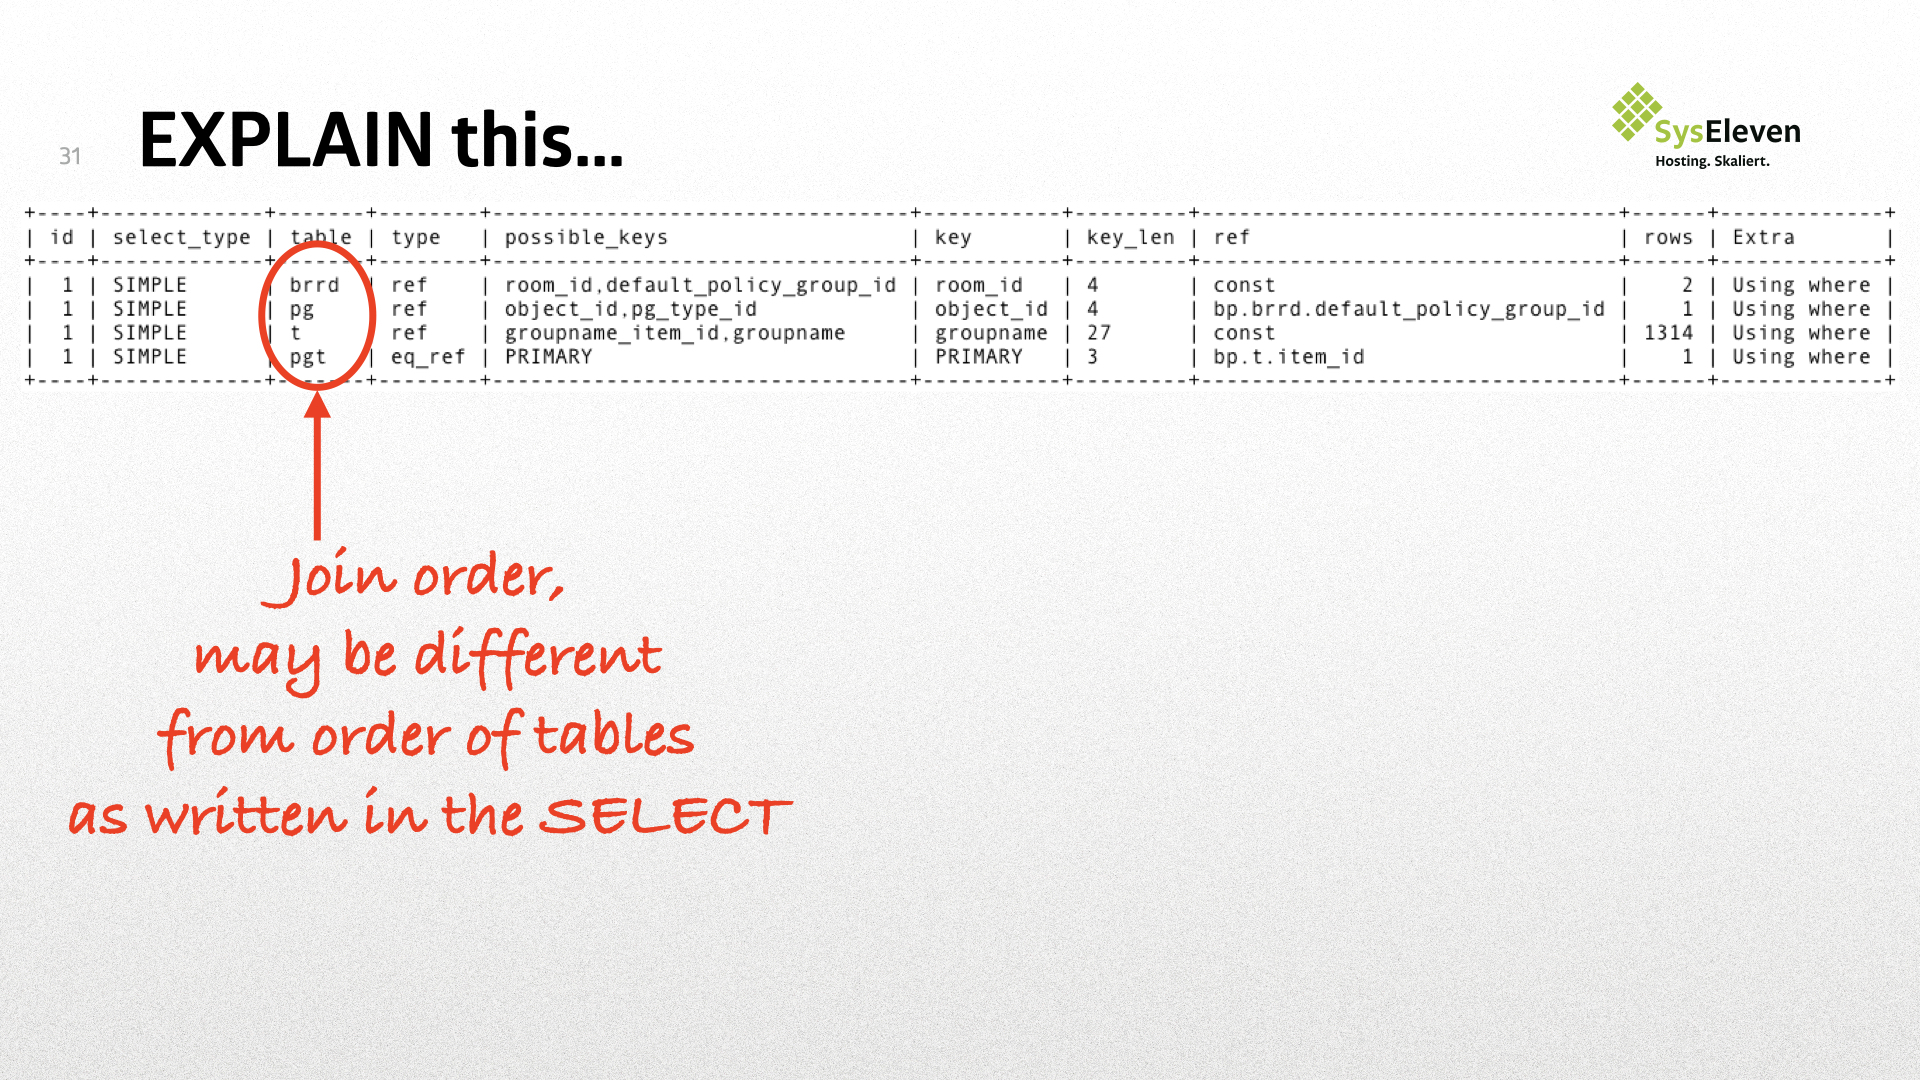 31
EXPLAIN this...
SysEleven
Hosting. Skaliert.
+----+-------------+-------+--------+---------------------------------+-----------+---------+----------------------------------+------+-------------+
| id | select_type | table | type | possible_keys | key | key_len | ref | rows | Extra |
+----+-------------+-------+--------+---------------------------------+-----------+---------+----------------------------------+------+-------------+
| 1 | SIMPLE | brrd | ref | room_id,default_policy_group_id | room_id | 4 | const | 2 | Using where |
| 1 | SIMPLE | pg | ref | object_id,pg_type_id | object_id | 4 | bp.brrd.default_policy_group_id | 1 | Using where |
| 1 | SIMPLE | t | ref | groupname_item_id,groupname | groupname | 27 | const | 1314 | Using where |
| 1 | SIMPLE | pgt | eq_ref | PRIMARY | PRIMARY | 3 | bp.t.item_id | 1 | Using where |
+----+-------------+-------+--------+---------------------------------+-----------+---------+----------------------------------+------+-------------+
Join order,
may be different
from order of tables
as written in the SELECT